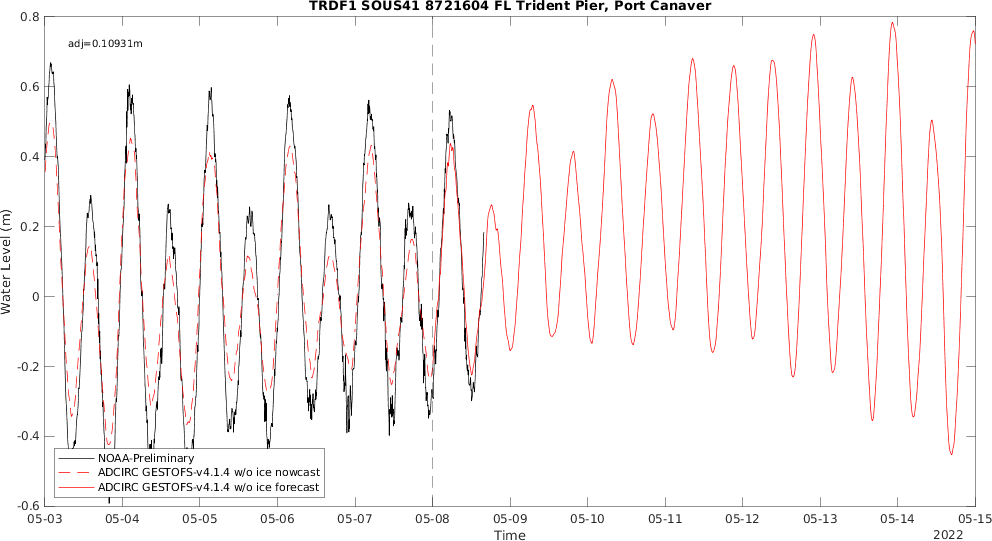 TRDF1 SOUS41 8721604 FL Trident Pier, Port Canaver
adj=0.10931m
0.8
0.6
0.4
0.2
0
-0.2
-0.4
-0.6
Water Level (m)
NOAA-Preliminary
ADCIRC GESTOFS-v4.1.4 w/o ice nowcast
ADCIRC GESTOFS-v4.1.4 w/o ice forecast
05-03 05-04 05-05 05-06 05-07 05-08 05-09 05-10 05-11 05-12 05-13 05-14 05-15
Time
2022